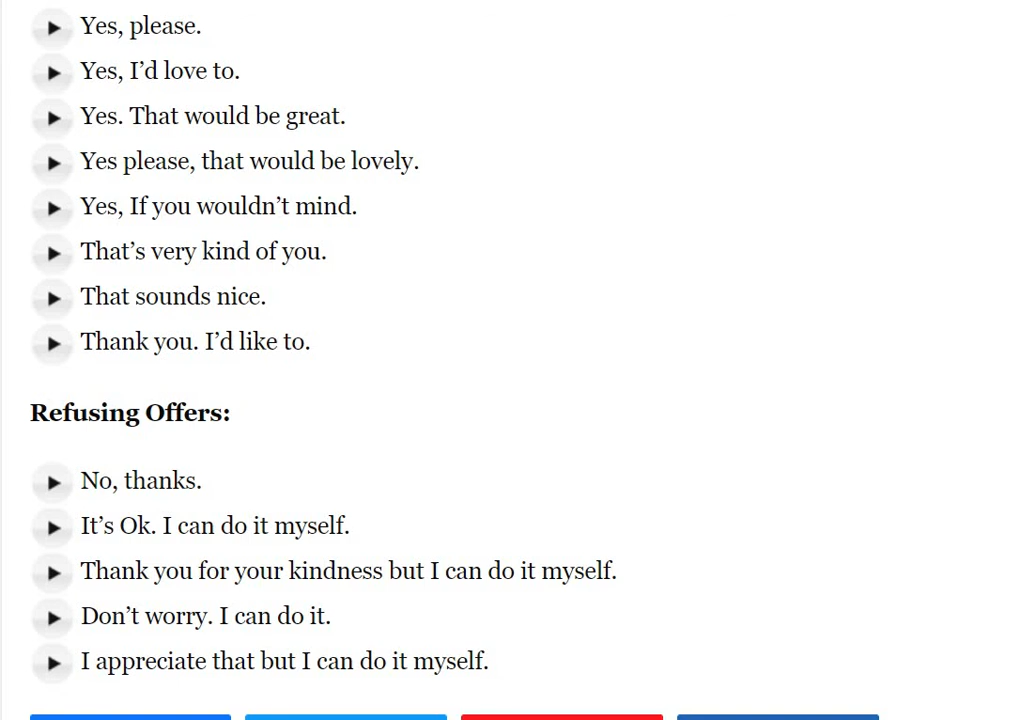 Yes, please.
Yes, I’d love to.
Yes. That would be great.
Yes please, that would be lovely.
Yes, If you wouldn’t mind.
That’s very kind of you.
That sounds nice.
Thank you. I’d like to.
Refusing Offers:
No, thanks.
It’s Ok. I can do it myself.
Thank you for your kindness but I can do it myself.
Don’t worry. I can do it.
I appreciate that but I can do it myself.